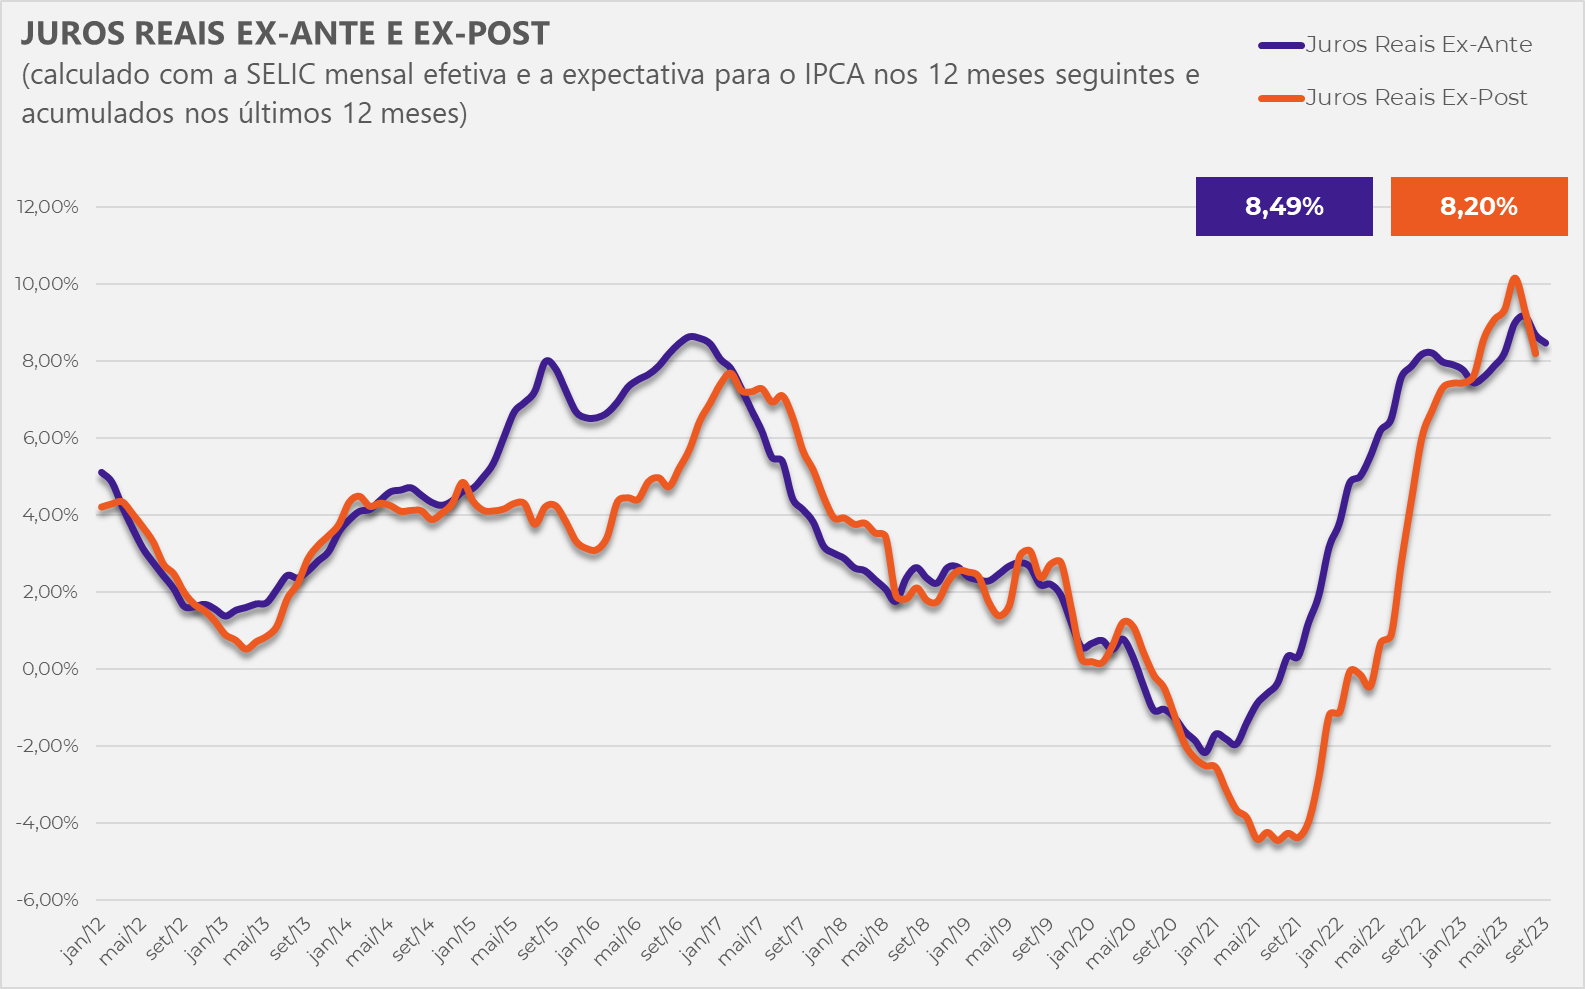 JUROS REAIS EX-ANTE E EX-POST
(calculado com a SELIC mensal efetiva e a expectativa para o IPCA nos 12 meses seguintes e
acumulados nos últimos 12 meses)
Juros Reais Ex-Ante
Juros Reais Ex-Post
8,49%
8,20%
12,00%
10,00%
8,00%
6,00%
4,00%
2,00%
0,00%
-2,00%
-4,00%
-6,00%
jan/12
mai/12
set/12
jan/13
mai/13
set/13
jan/14
mai/14
set/14
jan/15
mai/15
set/15
jan/16
mai/16
set/16
jan/17
mai/17
set/17
jan/18
mai/18
set/18
jan/19
mai/19
set/19
jan/20
mai/20
set/20
jan/21
mai/21
set/21
jan/22
mai/22
set/22
jan/23
mai/23
set/23